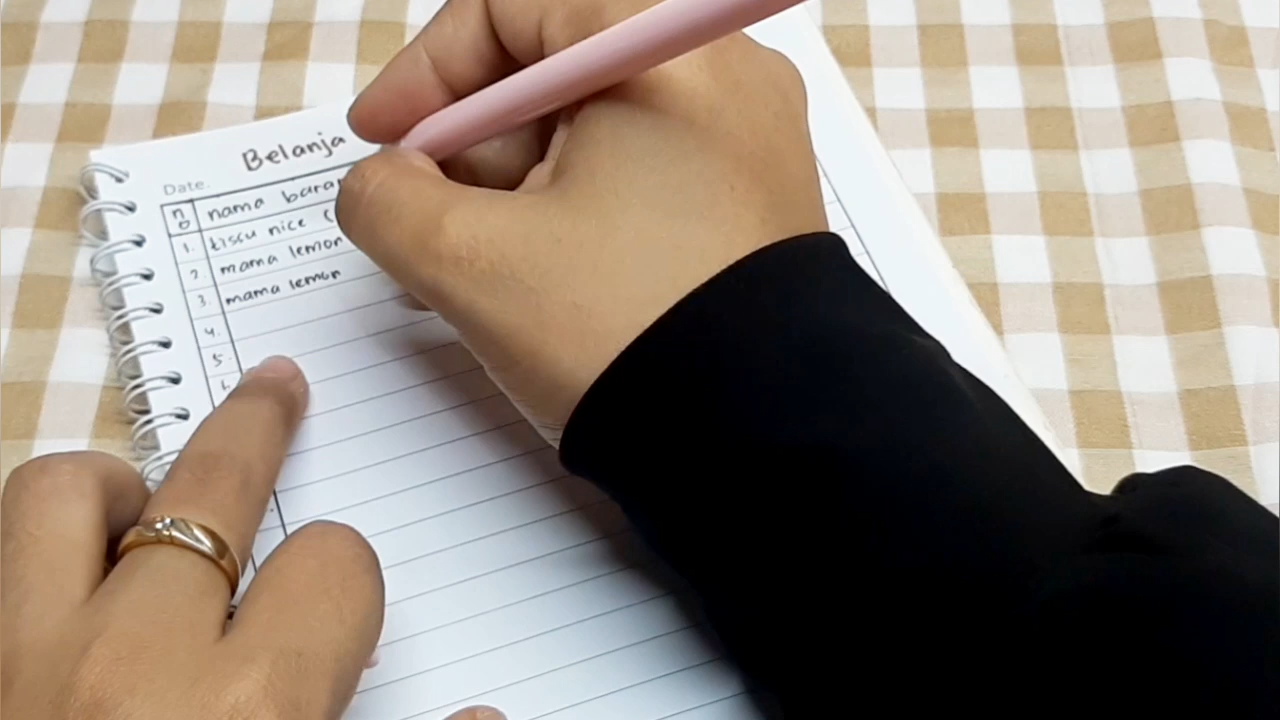 Belanja
Date.
no nama
1. tissu nice (
2. mama lemon
3. mama lemon
4.
5.